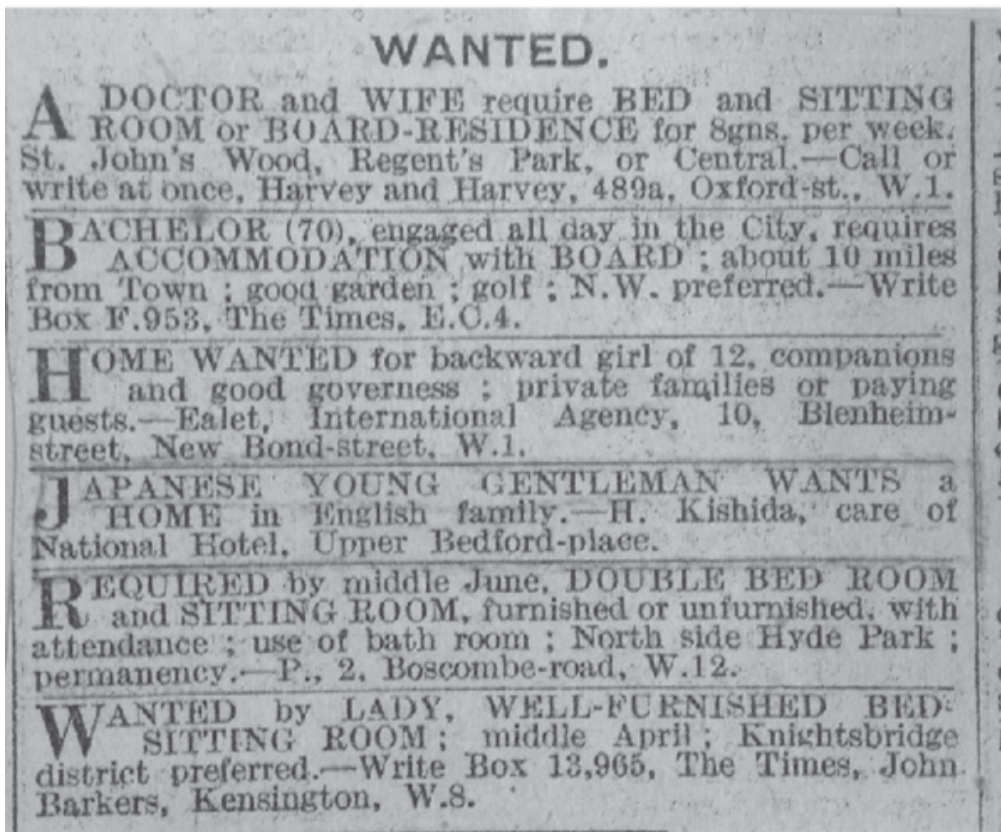 WANTED.
A DOCTOR and WIFE require BED and SITTING
ROOM or BOARD-RESIDENCE for 8gns. per week.
St. John's Wood, Regent's Park, or Central.—Call or
write at once, Harvey and Harvey, 489a, Oxford-st., W.1.
BACHELOR (70), engaged all day in the City, requires
ACCOMMODATION with BOARD ; about 10 miles
from Town ; good garden ; golf ; N.W. preferred.—Write
Box F.953, The Times, E.C.4.
HOME WANTED for backward girl of 12, companions
and good governess ; private families or paying
guests.—Ealet, International Agency, 10, Blenheim-
street, New Bond-street, W.1.
JAPANESE YOUNG GENTLEMAN WANTS a
HOME in English family.—H. Kishida, care of
National Hotel, Upper Bedford-place.
REQUIRED by middle June, DOUBLE BED ROOM
and SITTING ROOM, furnished or unfurnished, with
attendance ; use of bath room ; North side Hyde Park ;
permanency.—P., 2, Boscombe-road, W.12.
WANTED by LADY, WELL-FURNISHED BED-
SITTING ROOM ; middle April ; Knightsbridge
district preferred.—Write Box 13,965, The Times, John
Barkers, Kensington, W.8.